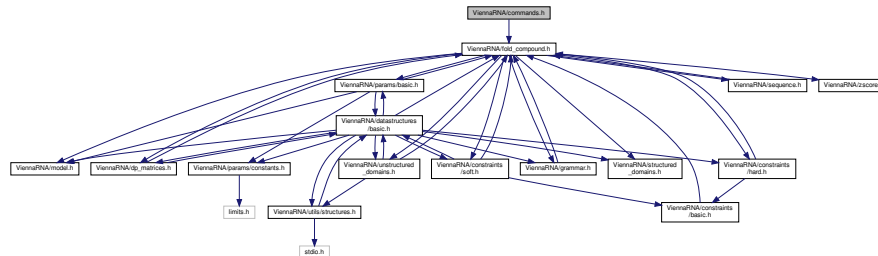 ViennaRNA/commands.h
ViennaRNA/fold_compound.h
ViennaRNA/params/basic.h
ViennaRNA/sequence.h
ViennaRNA/zscore
ViennaRNA/datastructures
/basic.h
ViennaRNA/model.h
ViennaRNA/dp_matrices.h
ViennaRNA/params/constants.h
ViennaRNA/unstructured
_domains.h
ViennaRNA/constraints
/soft.h
ViennaRNA/grammar.h
ViennaRNA/structured
_domains.h
ViennaRNA/constraints
/hard.h
limits.h
ViennaRNA/utils/structures.h
ViennaRNA/constraints
/basic.h
stdio.h